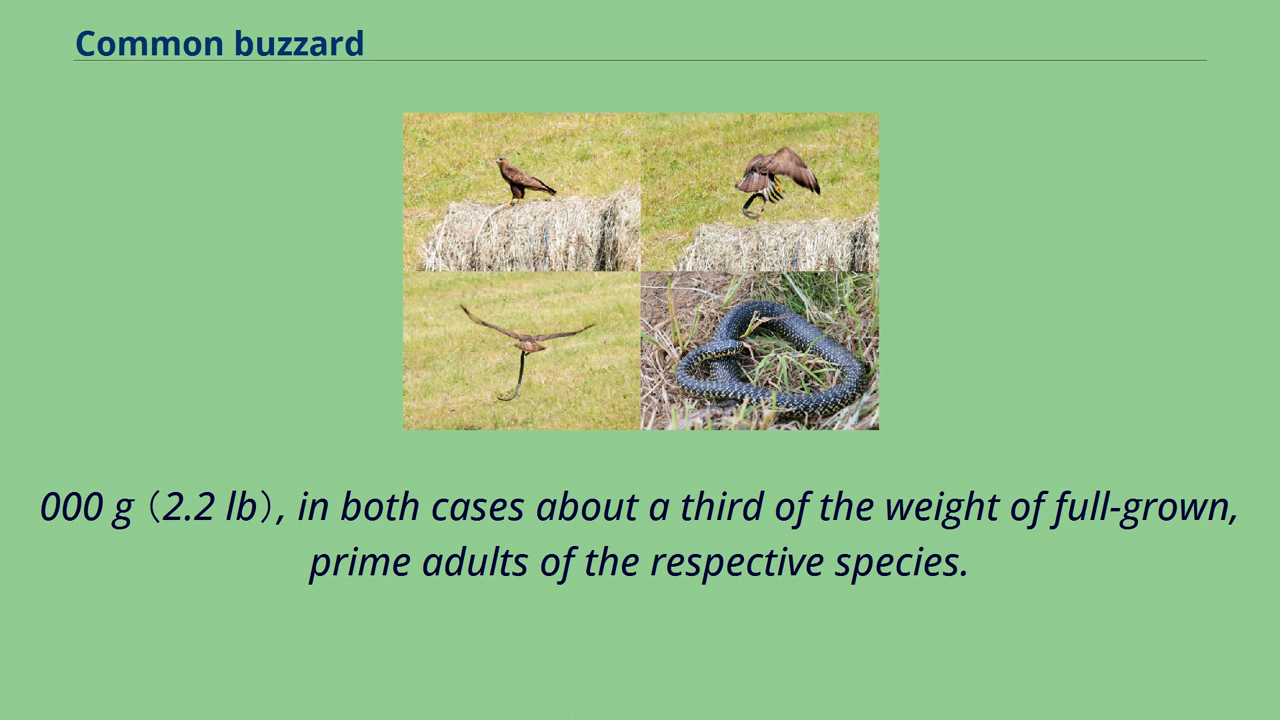 Common buzzard
000 g（2.2 lb）, in both cases about a third of the weight of full-grown,
prime adults of the respective species.